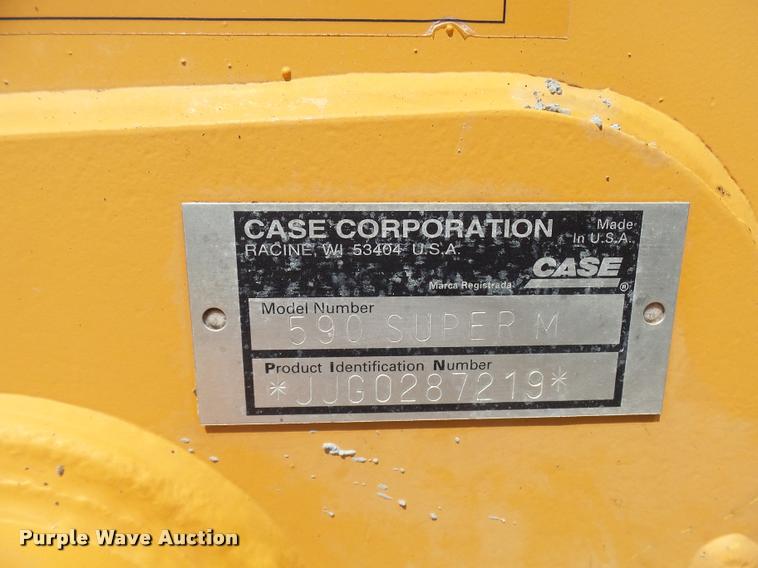 CASE CORPORATION
RACINE, WI 53404 U.S.A.
Made
In U.S.A.
CASE
®
Marca Registrada
Model Number
590 SUPER M
Product Identification Number
*JJG0287219*
Purple Wave Auction